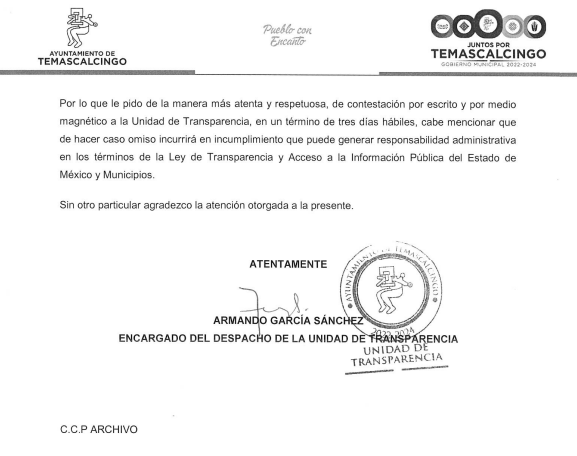 AYUNTAMIENTO DE
TEMASCALCINGO
Pueblo con
Encanto
JUNTOS POR
TEMASCALCINGO
GOBIERNO MUNICIPAL 2022-2024
Por lo que le pido de la manera más atenta y respetuosa, de contestación por escrito y por medio
magnético a la Unidad de Transparencia, en un término de tres días hábiles, cabe mencionar que
de hacer caso omiso incurrirá en incumplimiento que puede generar responsabilidad administrativa
en los términos de la Ley de Transparencia y Acceso a la Información Pública del Estado de
México y Municipios.
Sin otro particular agradezco la atención otorgada a la presente.
ATENTAMENTE
AYUNTAMIENTO DE TEMASCALCINGO
2022-2024
ARMANDO GARCÍA SÁNCHEZ
ENCARGADO DEL DESPACHO DE LA UNIDAD DE TRANSPARENCIA
UNIDAD DE
TRANSPARENCIA
C.C.P ARCHIVO